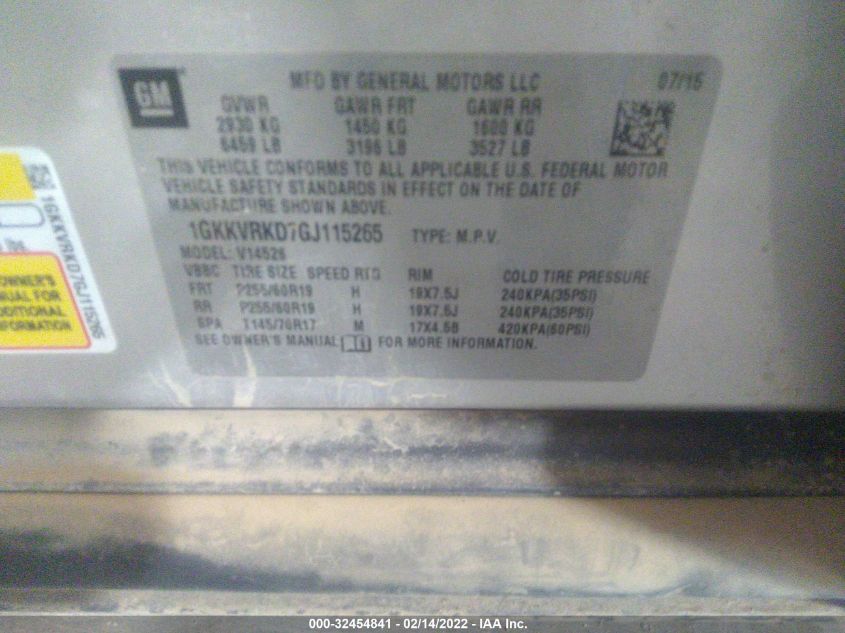 GM
MFD BY GENERAL MOTORS LLC 07/15
GVWR GAWR FRT GAWR RR
2930 KG 1450 KG 1600 KG
6459 LB 3196 LB 3527 LB
THIS VEHICLE CONFORMS TO ALL APPLICABLE U.S. FEDERAL MOTOR
VEHICLE SAFETY STANDARDS IN EFFECT ON THE DATE OF
MANUFACTURE SHOWN ABOVE.
1GKKVRKD7GJ115265 TYPE: M.P.V.
MODEL: V14526
TIRE SIZE SPEED RTG RIM COLD TIRE PRESSURE
FRT P255/60R19 H 19X7.5J 240KPA(35PSI)
RR P255/60R19 H 19X7.5J 240KPA(35PSI)
SPA T145/70R17 M 17X4.5B 420KPA(60PSI)
SEE OWNER'S MANUAL FOR MORE INFORMATION.
1GKKVRKD7GJ115265
lbs.
OWNER'S
MANUAL FOR
ADDITIONAL
INFORMATION
000-32454841 - 02/14/2022 - IAA Inc.